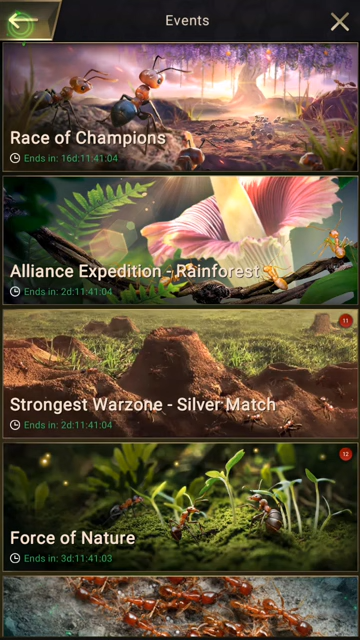 Events
Race of Champions
Ends in: 16d:11:41:04
Alliance Expedition - Rainforest
Ends in: 2d:11:41:04
11
Strongest Warzone - Silver Match
Ends in: 2d:11:41:04
12
Force of Nature
Ends in: 3d:11:41:03